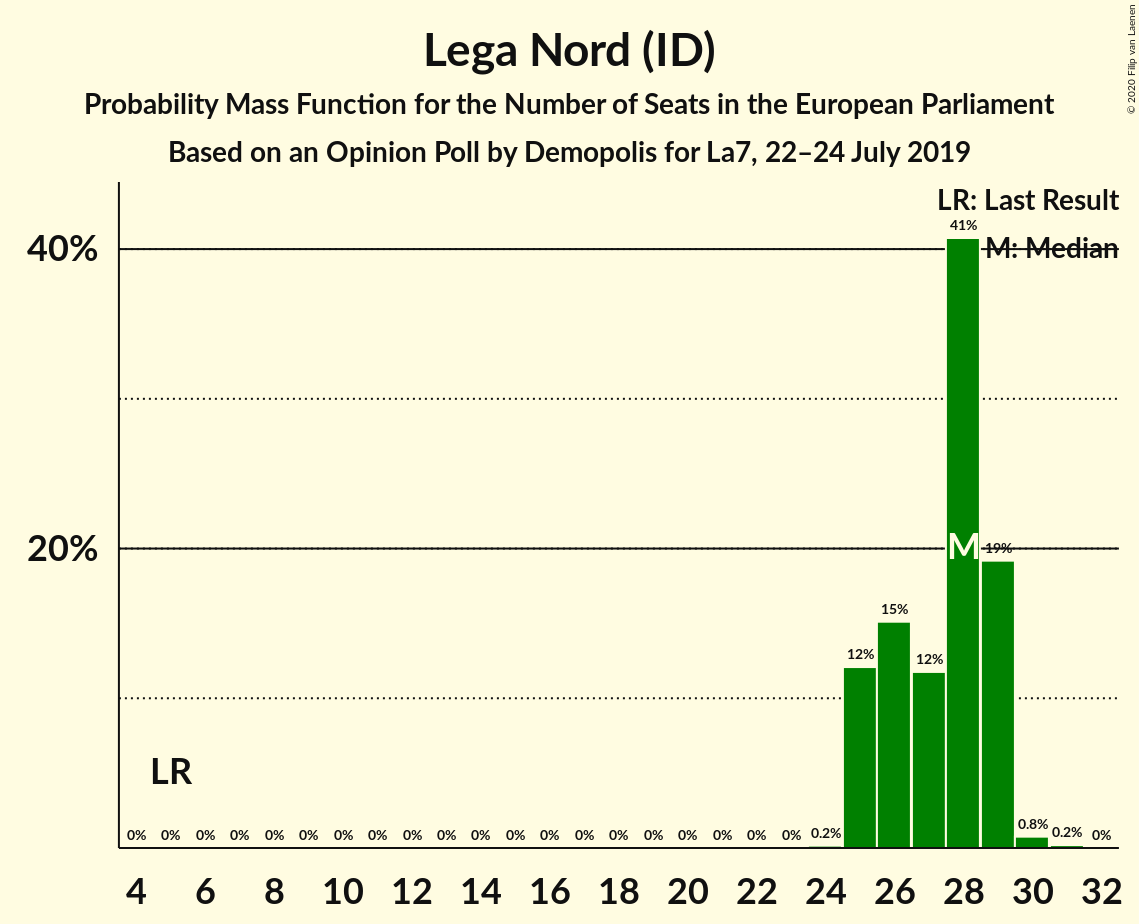 © 2020 Filip van Laenen
Lega Nord (ID)
Probability Mass Function for the Number of Seats in the European Parliament
Based on an Opinion Poll by Demopolis for La7, 22–24 July 2019
LR: Last Result
M: Median
41%
40%
20%
M
19%
15%
12%
12%
LR
0% 0% 0% 0% 0% 0% 0% 0% 0% 0% 0% 0% 0% 0% 0% 0% 0% 0% 0% 0% 0.2% 0.8% 0.2% 0%
4 6 8 10 12 14 16 18 20 22 24 26 28 30 32